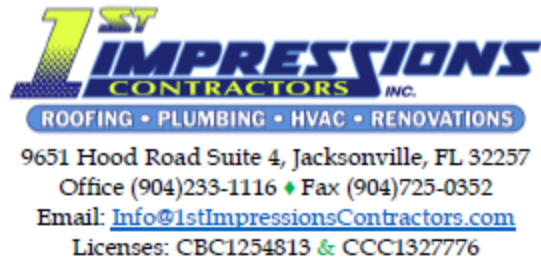 1ST
IMPRESSIONS
CONTRACTORS INC.
ROOFING • PLUMBING • HVAC • RENOVATIONS
9651 Hood Road Suite 4, Jacksonville, FL 32257
Office (904)233-1116 ♦ Fax (904)725-0352
Email: Info@1stImpressionsContractors.com
Licenses: CBC1254813 & CCC1327776